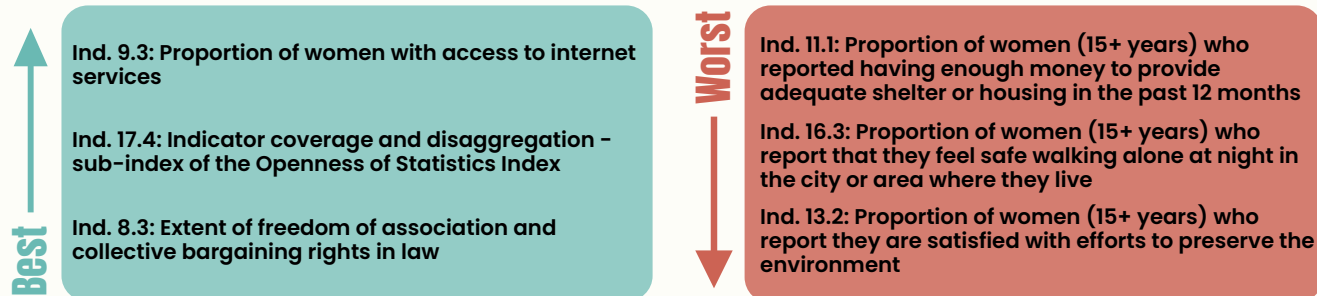 Best
Ind. 9.3: Proportion of women with access to internet
services
Ind. 17.4: Indicator coverage and disaggregation -
sub-index of the Openness of Statistics Index
Ind. 8.3: Extent of freedom of association and
collective bargaining rights in law
Worst
Ind. 11.1: Proportion of women (15+ years) who
reported having enough money to provide
adequate shelter or housing in the past 12 months
Ind. 16.3: Proportion of women (15+ years) who
report that they feel safe walking alone at night in
the city or area where they live
Ind. 13.2: Proportion of women (15+ years) who
report they are satisfied with efforts to preserve the
environment